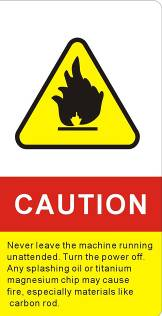 CAUTION
Never leave the machine running
unattended. Turn the power off.
Any splashing oil or titanium
magnesium chip may cause
fire, especially materials like
carbon rod.